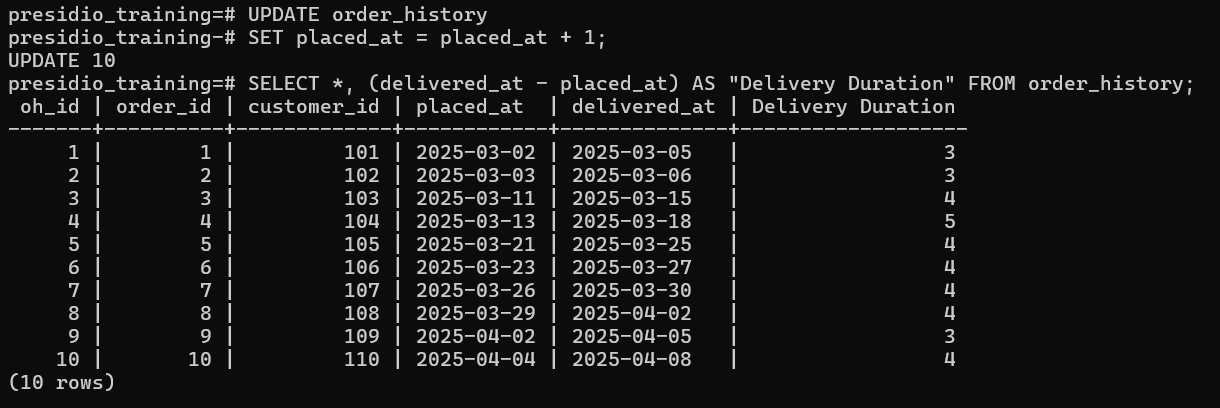 presidio_training=# UPDATE order_history
presidio_training-# SET placed_at = placed_at + 1;
UPDATE 10
presidio_training=# SELECT *, (delivered_at - placed_at) AS "Delivery Duration" FROM order_history;
 oh_id | order_id | customer_id | placed_at  | delivered_at | Delivery Duration
-------+----------+-------------+------------+--------------+-------------------
     1 |        1 |         101 | 2025-03-02 | 2025-03-05   |                 3
     2 |        2 |         102 | 2025-03-03 | 2025-03-06   |                 3
     3 |        3 |         103 | 2025-03-11 | 2025-03-15   |                 4
     4 |        4 |         104 | 2025-03-13 | 2025-03-18   |                 5
     5 |        5 |         105 | 2025-03-21 | 2025-03-25   |                 4
     6 |        6 |         106 | 2025-03-23 | 2025-03-27   |                 4
     7 |        7 |         107 | 2025-03-26 | 2025-03-30   |                 4
     8 |        8 |         108 | 2025-03-29 | 2025-04-02   |                 4
     9 |        9 |         109 | 2025-04-02 | 2025-04-05   |                 3
    10 |       10 |         110 | 2025-04-04 | 2025-04-08   |                 4
(10 rows)